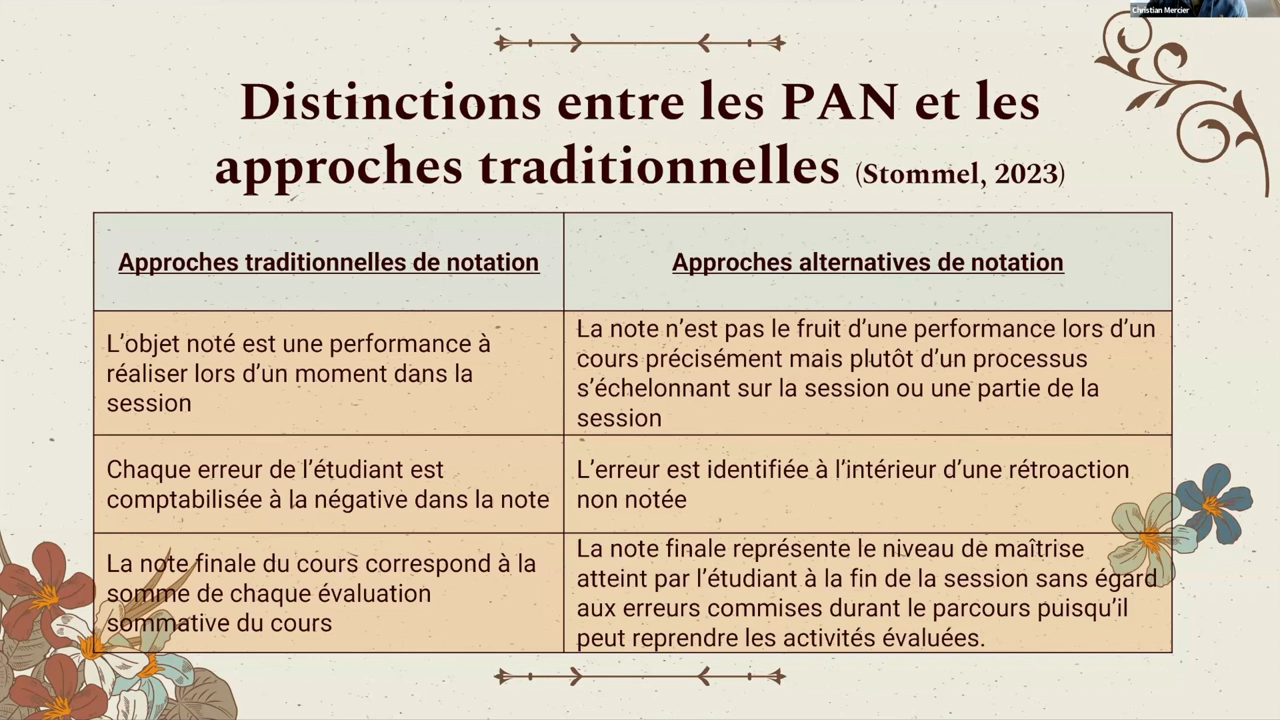 Christian Mercier
Distinctions entre les PAN et les
approches traditionnelles (Stommel, 2023)
Approches traditionnelles de notation
Approches alternatives de notation
L'objet noté est une performance à
réaliser lors d'un moment dans la
session
La note n'est pas le fruit d'une performance lors d'un
cours précisément mais plutôt d'un processus
s'échelonnant sur la session ou une partie de la
session
Chaque erreur de l'étudiant est
comptabilisée à la négative dans la note
L'erreur est identifiée à l'intérieur d'une rétroaction
non notée
La note finale du cours correspond à la
somme de chaque évaluation
sommative du cours
La note finale représente le niveau de maîtrise
atteint par l'étudiant à la fin de la session sans égard
aux erreurs commises durant le parcours puisqu'il
peut reprendre les activités évaluées.